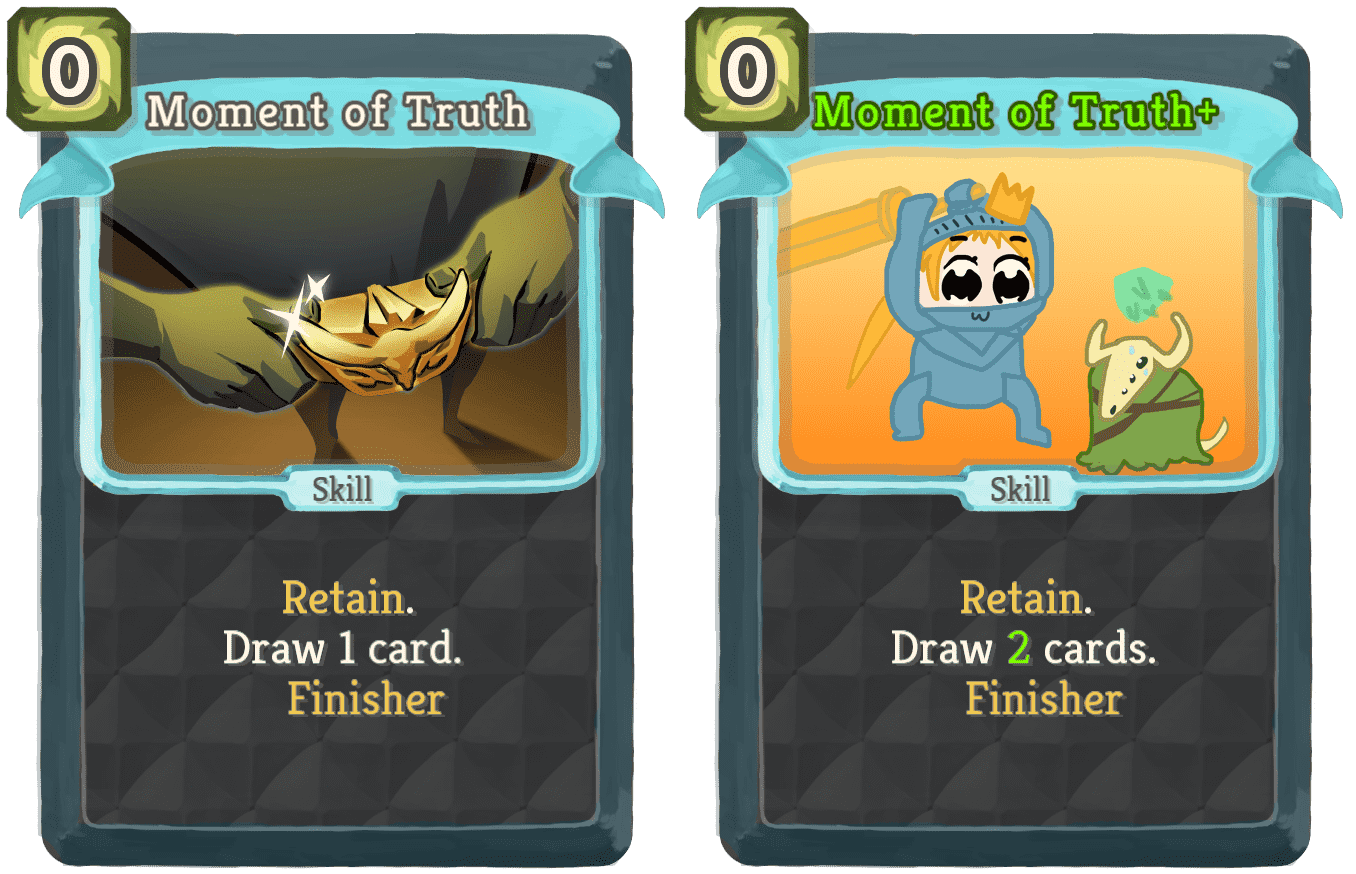 0
Moment of Truth
Skill
Retain.
Draw 1 card.
Finisher
0
Moment of Truth+
Skill
Retain.
Draw 2 cards.
Finisher